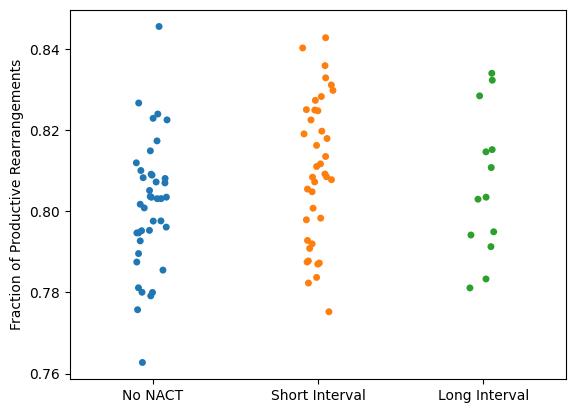 Fraction of Productive Rearrangements
0.84
0.82
0.80
0.78
0.76
No NACT
Short Interval
Long Interval